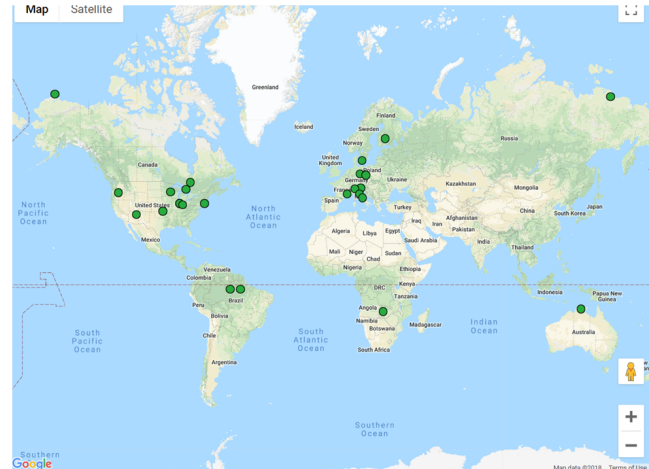 Map Satellite
Greenland
Iceland
Finland
Sweden
Norway
Russia
Canada
United
Kingdom
Poland
Germany
Ukraine
France
Kazakhstan
Mongolia
Spain
Turkey
Japan
South Korea
China
United States
North
Pacific
Ocean
North
Atlantic
Ocean
Mexico
Iraq
Iran
Afghanistan
Pakistan
Algeria
Libya
Egypt
Saudi Arabia
India
Mali
Niger
Chad
Sudan
Thailand
Nigeria
Ethiopia
Venezuela
Colombia
Kenya
DRC
Tanzania
Indonesia
Papua New
Guinea
Peru
Brazil
Angola
Bolivia
Namibia
Botswana
Madagascar
Indian
Ocean
Australia
Chile
South
Pacific
Ocean
South
Atlantic
Ocean
South Africa
Argentina
Southern
Ocean
Southern
Google
Map data ©2018
Terms of Use